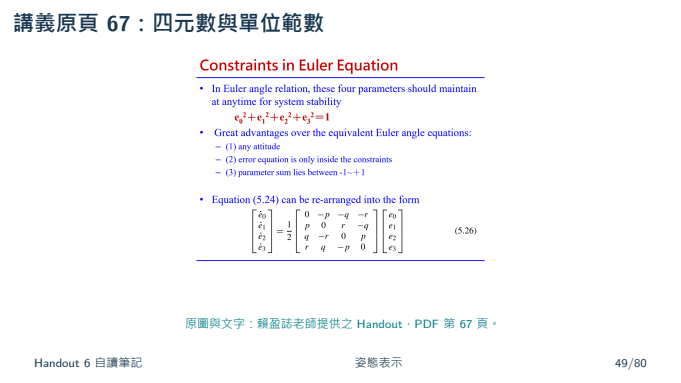 講義原頁 67：四元數與單位範數
Constraints in Euler Equation
• In Euler angle relation, these four parameters should maintain
at anytime for system stability
e₀²+e₁²+e₂²+e₃²=1
• Great advantages over the equivalent Euler angle equations:
– (1) any attitude
– (2) error equation is only inside the constraints
– (3) parameter sum lies between -1~+1
• Equation (5.24) can be re-arranged into the form
ė₀ 0 −p −q −r e₀
ė₁ = 1/2 p 0 r −q e₁ (5.26)
ė₂ q −r 0 p e₂
ė₃ r q −p 0 e₃
原圖與文字：賴盈誌老師提供之 Handout，PDF 第 67 頁。
Handout 6 自讀筆記 姿態表示 49/80